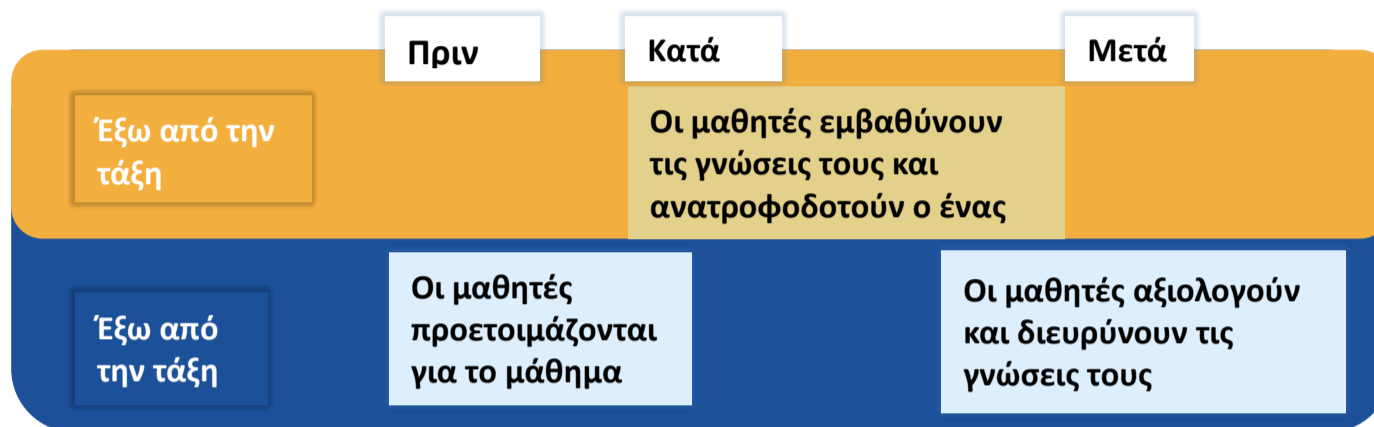 Πριν
Κατά
Μετά
Έξω από την
τάξη
Οι μαθητές εμβαθύνουν
τις γνώσεις τους και
ανατροφοδοτούν ο ένας
Έξω από
την τάξη
Οι μαθητές
προετοιμάζονται
για το μάθημα
Οι μαθητές αξιολογούν
και διευρύνουν τις
γνώσεις τους